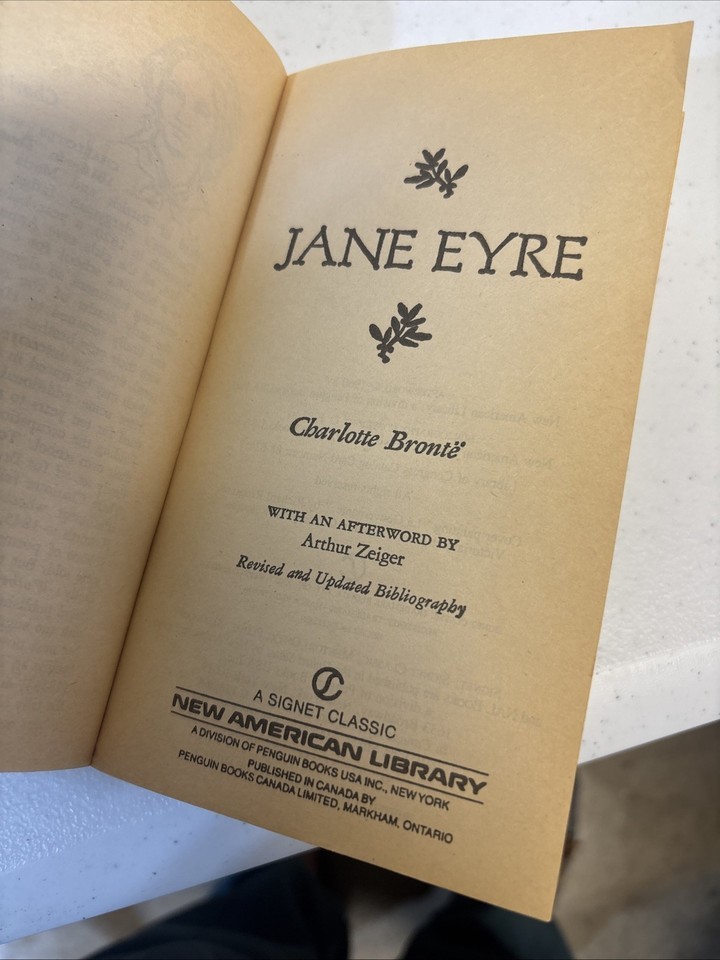 JANE EYRE
Charlotte Brontë
WITH AN AFTERWORD BY
Arthur Zeiger
Revised and Updated Bibliography
A SIGNET CLASSIC
NEW AMERICAN LIBRARY
A DIVISION OF PENGUIN BOOKS USA INC., NEW YORK
PUBLISHED IN CANADA BY
PENGUIN BOOKS CANADA LIMITED, MARKHAM, ONTARIO